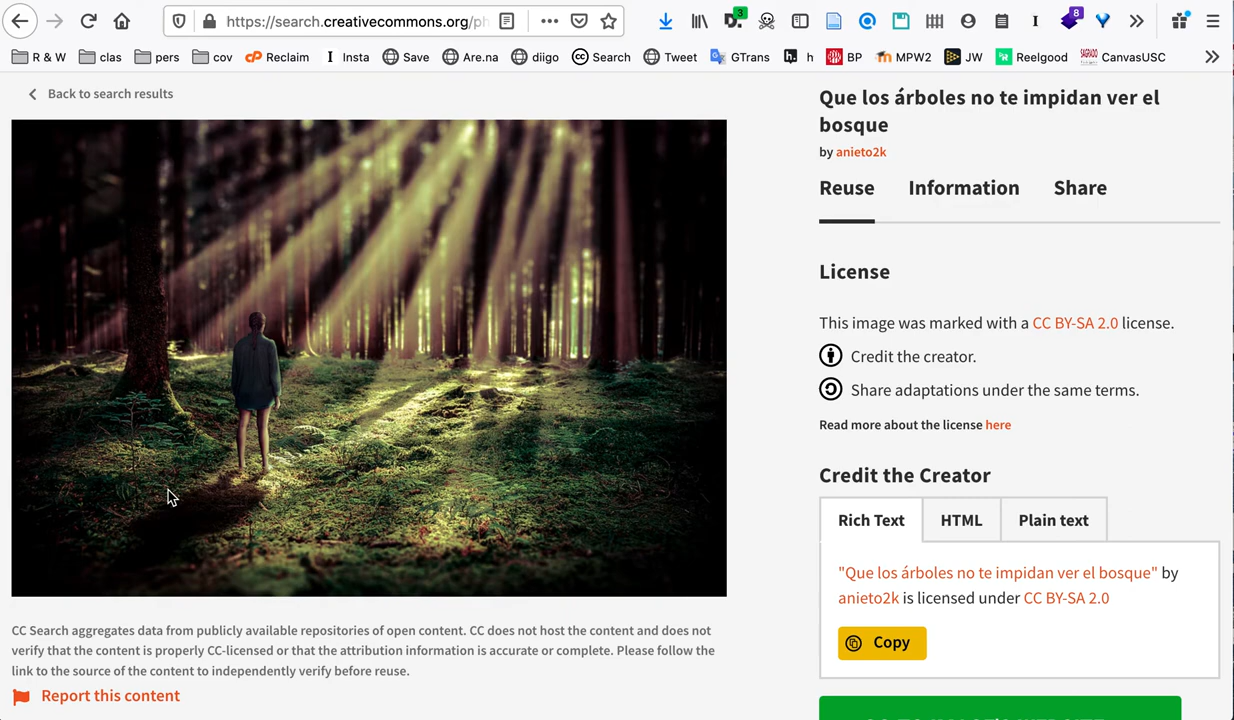 https://search.creativecommons.org/ph
3
8
R & W
clas
pers
cov
Reclaim
Insta
Save
Are.na
diigo
Search
Tweet
GTrans
h
BP
MPW2
JW
Reelgood
CanvasUSC
Back to search results
Que los árboles no te impidan ver el
bosque
by anieto2k
Reuse
Information
Share
License
This image was marked with a CC BY-SA 2.0 license.
Credit the creator.
Share adaptations under the same terms.
Read more about the license here
Credit the Creator
Rich Text
HTML
Plain text
"Que los árboles no te impidan ver el bosque" by
anieto2k is licensed under CC BY-SA 2.0
Copy
CC Search aggregates data from publicly available repositories of open content. CC does not host the content and does not
verify that the content is properly CC-licensed or that the attribution information is accurate or complete. Please follow the
link to the source of the content to independently verify before reuse.
Report this content